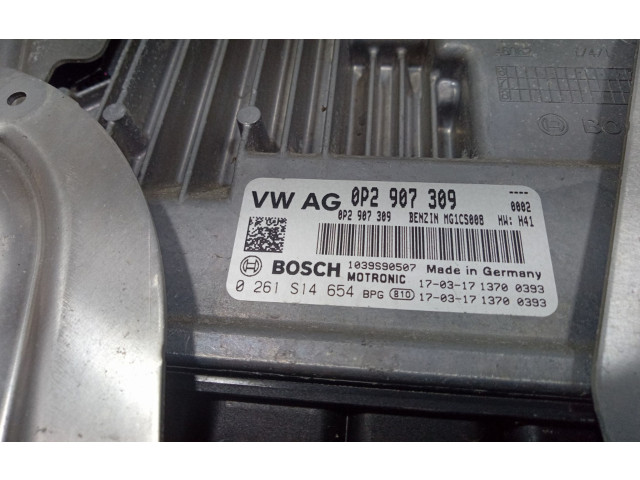 VW AG 0P2 907 309 ----
0002
0P2 907 309 BENZIN MG1CS008 HW: H41
BOSCH 1039S90507 Made in Germany
MOTRONIC 17-03-17 1370 0393
0 261 S14 654 BPG 81D 17-03-17 1370 0393